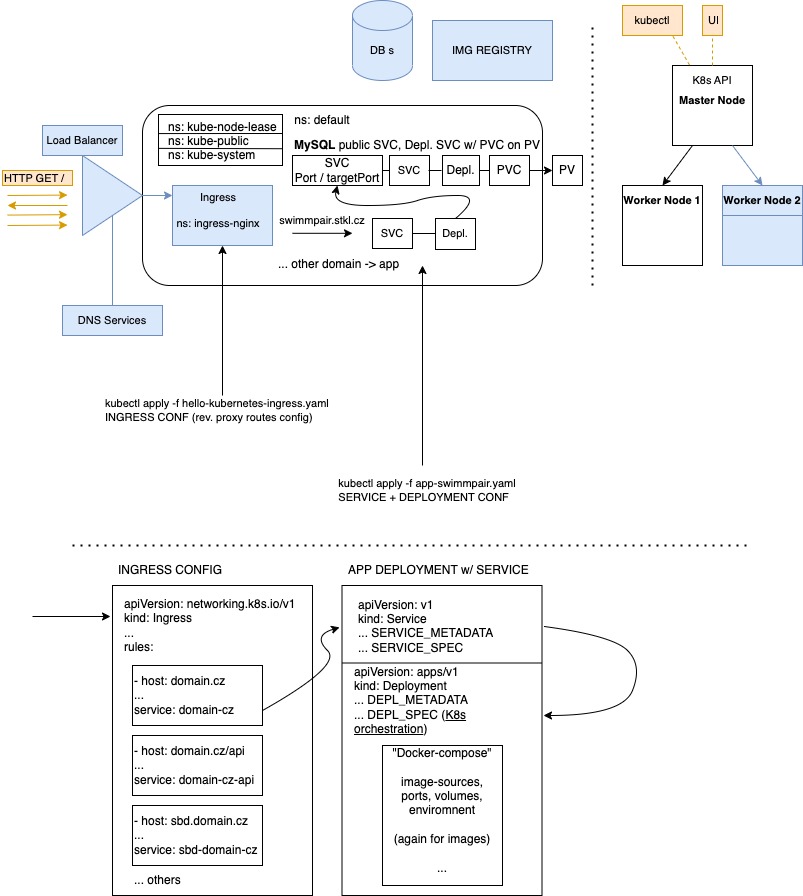 DB s
IMG REGISTRY
kubectl
UI
K8s API
Master Node
Worker Node 1
Worker Node 2
Load Balancer
HTTP GET /
DNS Services
ns: kube-node-lease
ns: kube-public
ns: kube-system
ns: default
MySQL public SVC, Depl. SVC w/ PVC on PV
SVC
Port / targetPort
SVC
Depl.
PVC
PV
Ingress
ns: ingress-nginx
swimmpair.stkl.cz
SVC
Depl.
... other domain -> app
kubectl apply -f hello-kubernetes-ingress.yaml
INGRESS CONF (rev. proxy routes config)
kubectl apply -f app-swimmpair.yaml
SERVICE + DEPLOYMENT CONF
INGRESS CONFIG
apiVersion: networking.k8s.io/v1
kind: Ingress
...
rules:
- host: domain.cz
...
service: domain-cz
- host: domain.cz/api
...
service: domain-cz-api
- host: sbd.domain.cz
...
service: sbd-domain-cz
... others
APP DEPLOYMENT w/ SERVICE
apiVersion: v1
kind: Service
... SERVICE_METADATA
... SERVICE_SPEC
apiVersion: apps/v1
kind: Deployment
... DEPL_METADATA
... DEPL_SPEC (K8s
orchestration)
"Docker-compose"
image-sources,
ports, volumes,
enviromnent
(again for images)
...